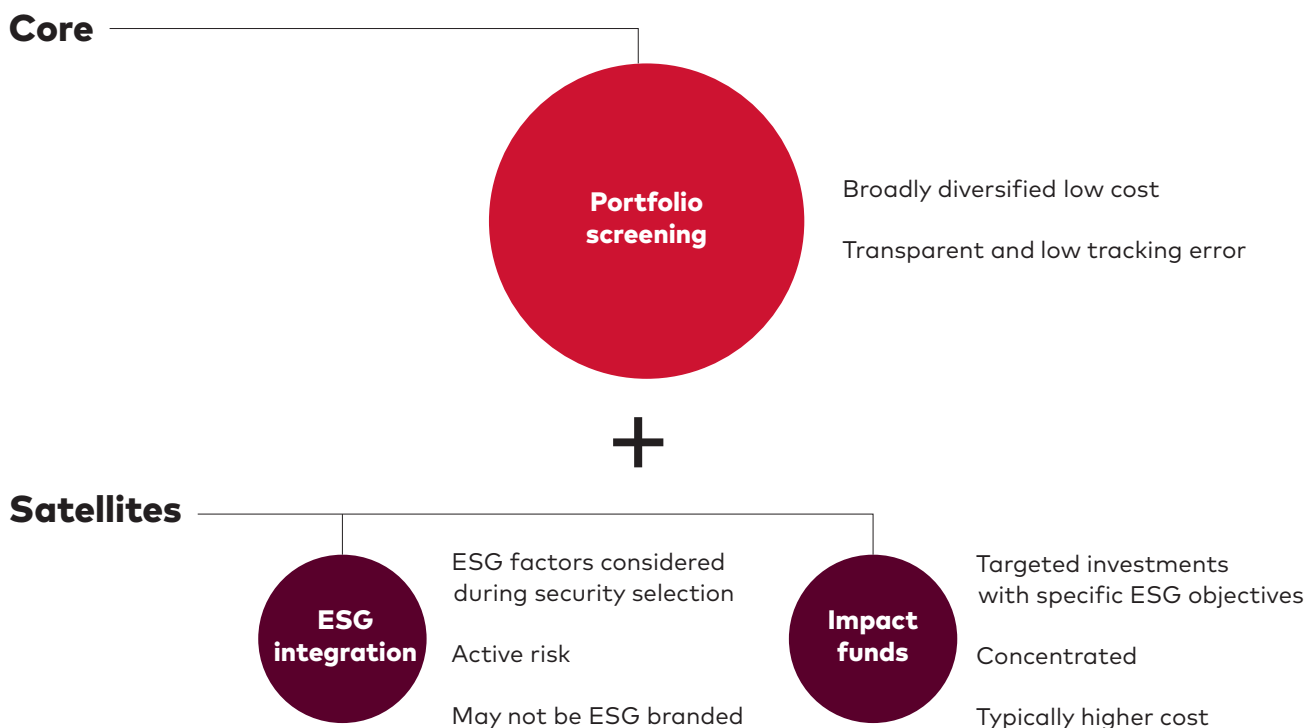 Core
Portfolio
screening
Broadly diversified low cost
Transparent and low tracking error
+
Satellites
ESG
integration
ESG factors considered
during security selection
Active risk
May not be ESG branded
Impact
funds
Targeted investments
with specific ESG objectives
Concentrated
Typically higher cost